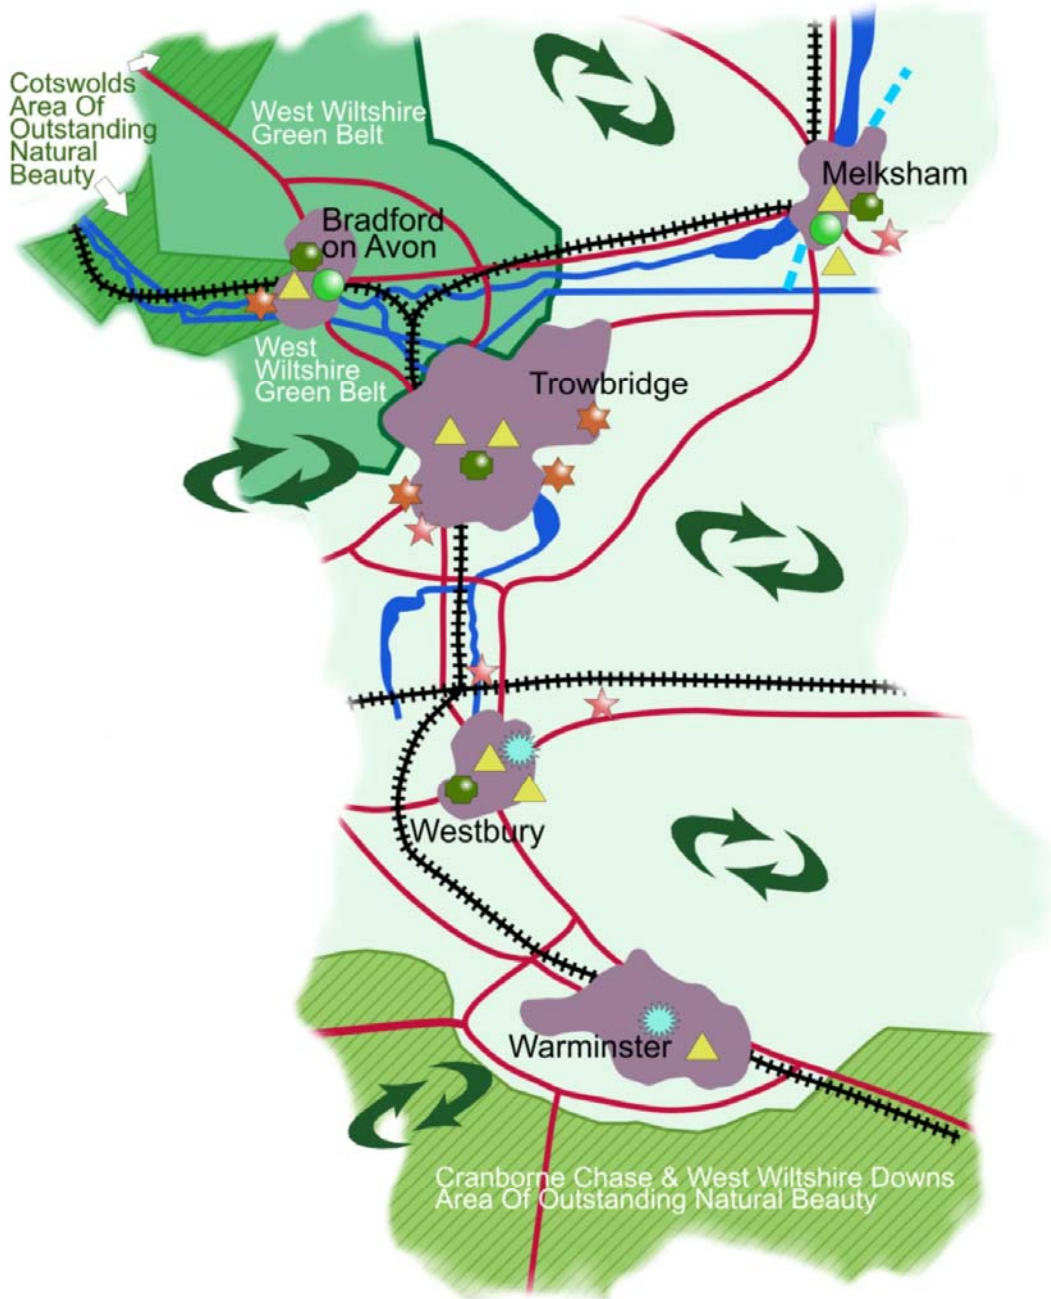 Cotswolds
Area Of
Outstanding
Natural
Beauty
West Wiltshire
Green Belt
Melksham
Bradford
on Avon
West
Wiltshire
Green Belt
Trowbridge
Westbury
Warminster
Cranborne Chase & West Wiltshire Downs
Area Of Outstanding Natural Beauty